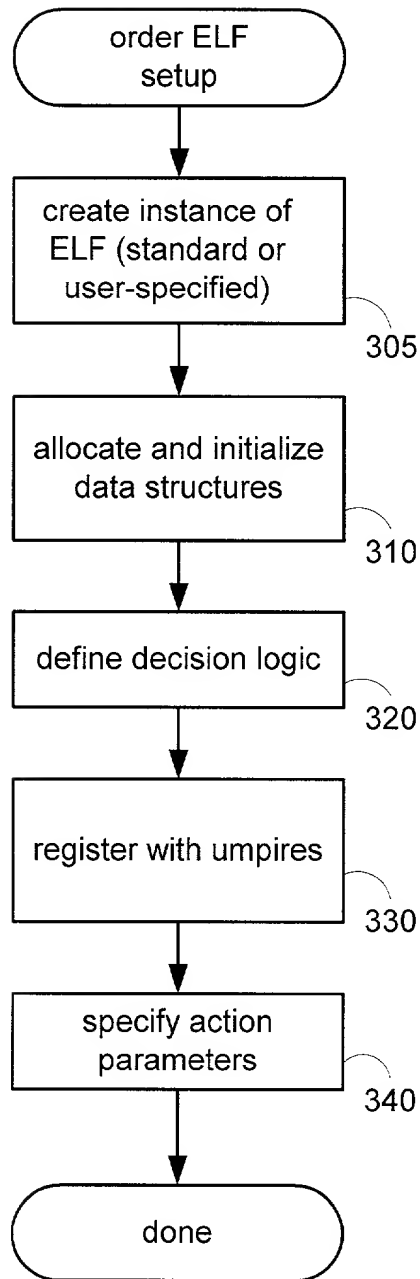 order ELF
setup
create instance of
ELF (standard or
user-specified)
305
allocate and initialize
data structures
310
define decision logic
320
register with umpires
330
specify action
parameters
340
done